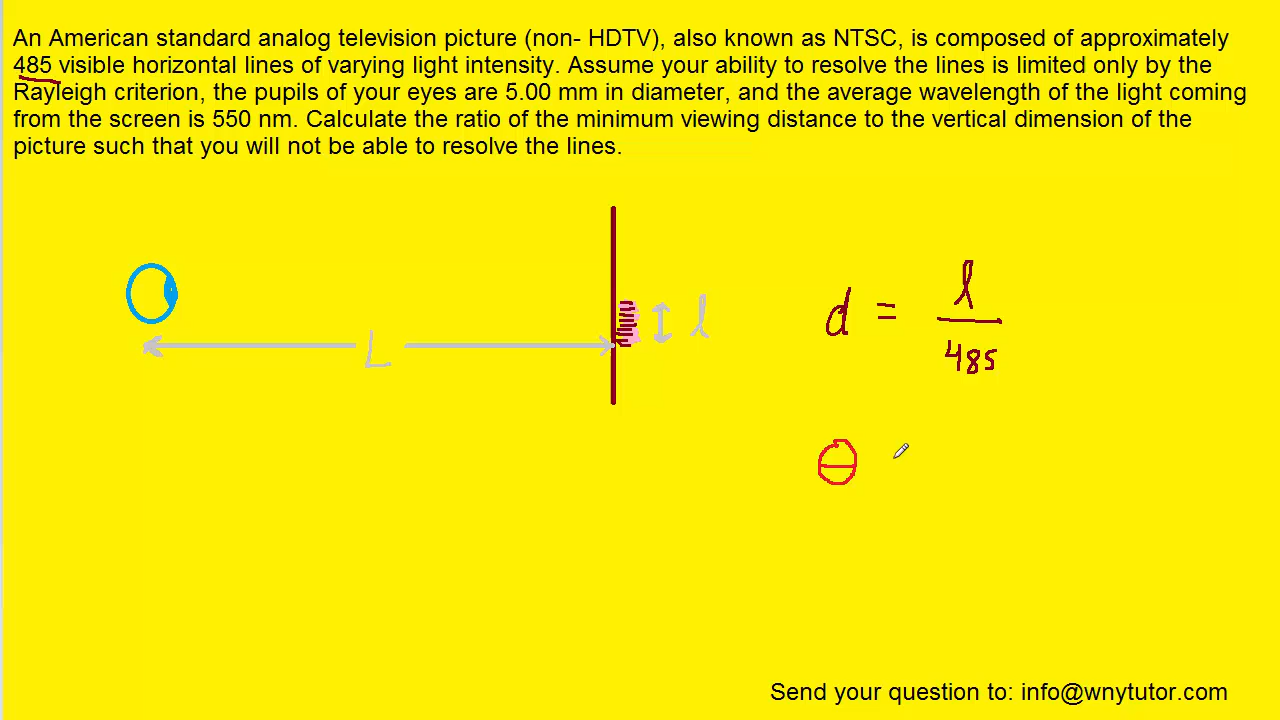 An American standard analog television picture (non- HDTV), also known as NTSC, is composed of approximately
485 visible horizontal lines of varying light intensity. Assume your ability to resolve the lines is limited only by the
Rayleigh criterion, the pupils of your eyes are 5.00 mm in diameter, and the average wavelength of the light coming
from the screen is 550 nm. Calculate the ratio of the minimum viewing distance to the vertical dimension of the
picture such that you will not be able to resolve the lines.
L
l
d = l / 485
θ
Send your question to: info@wnytutor.com